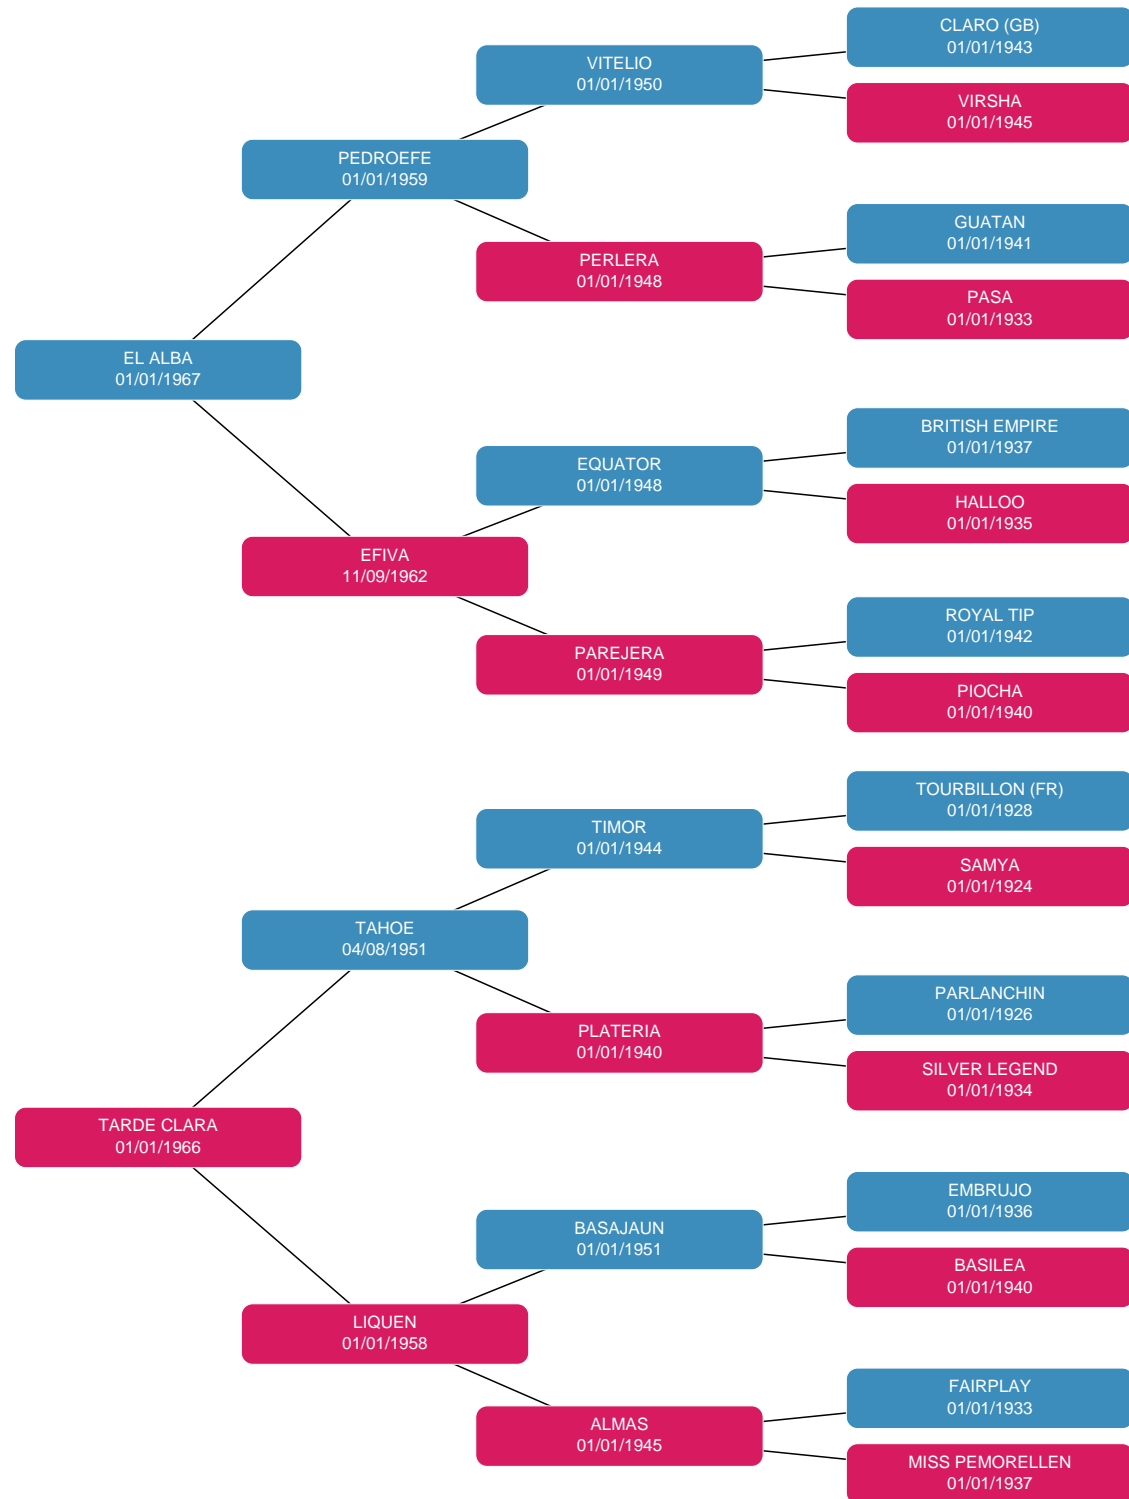 CLARO (GB)
01/01/1943
VITELIO
01/01/1950
VIRSHA
01/01/1945
PEDROEFE
01/01/1959
GUATAN
01/01/1941
PERLERA
01/01/1948
PASA
01/01/1933
EL ALBA
01/01/1967
BRITISH EMPIRE
01/01/1937
EQUATOR
01/01/1948
HALLOO
01/01/1935
EFIVA
11/09/1962
ROYAL TIP
01/01/1942
PAREJERA
01/01/1949
PIOCHA
01/01/1940
TOURBILLON (FR)
01/01/1928
TIMOR
01/01/1944
SAMYA
01/01/1924
TAHOE
04/08/1951
PARLANCHIN
01/01/1926
PLATERIA
01/01/1940
SILVER LEGEND
01/01/1934
TARDE CLARA
01/01/1966
EMBRUJO
01/01/1936
BASAJAUN
01/01/1951
BASILEA
01/01/1940
LIQUEN
01/01/1958
FAIRPLAY
01/01/1933
ALMAS
01/01/1945
MISS PEMORELLEN
01/01/1937